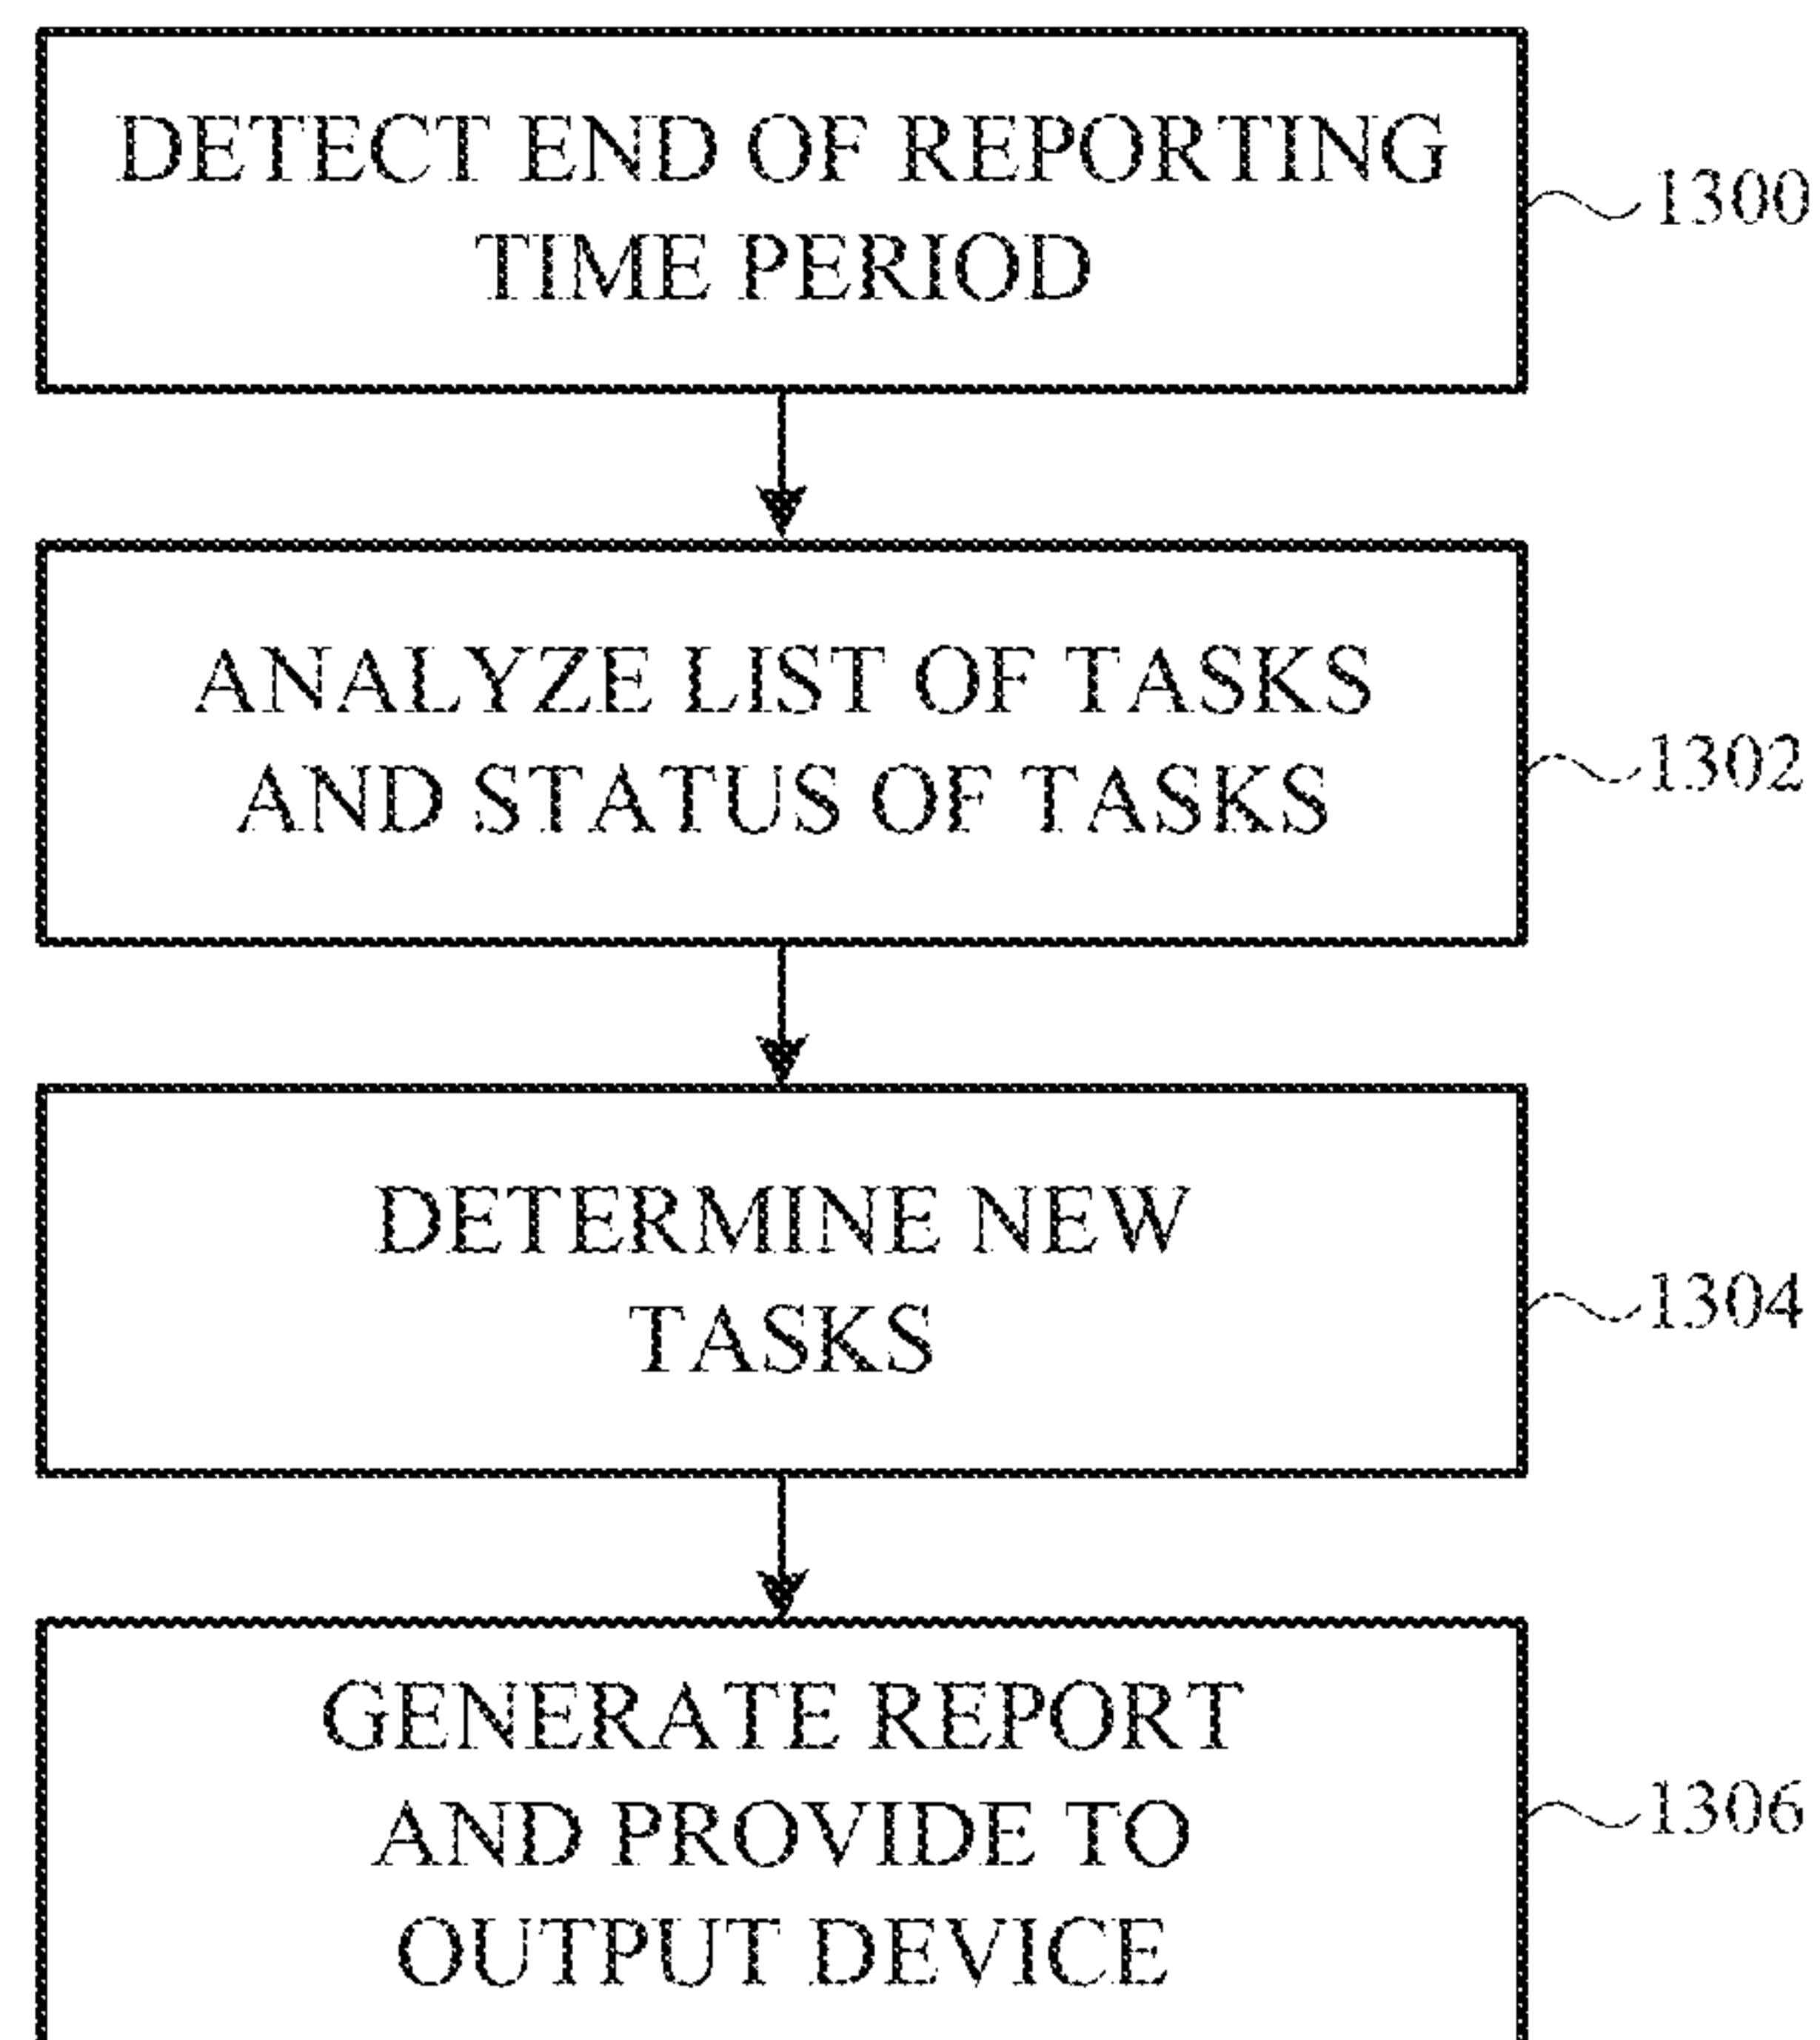 DETECT END OF REPORTING
TIME PERIOD
1300
ANALYZE LIST OF TASKS
AND STATUS OF TASKS
1302
DETERMINE NEW
TASKS
1304
GENERATE REPORT
AND PROVIDE TO
OUTPUT DEVICE
1306